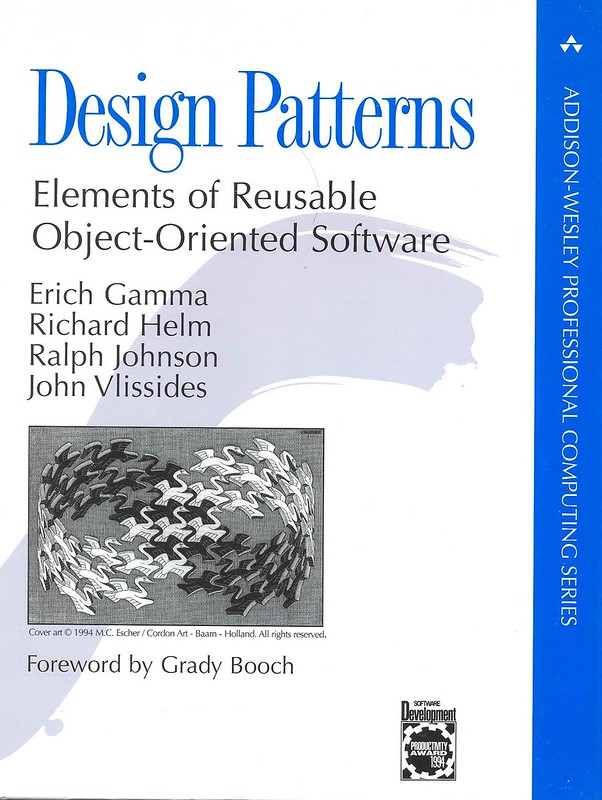 Design Patterns
Elements of Reusable
Object-Oriented Software
Erich Gamma
Richard Helm
Ralph Johnson
John Vlissides
Cover art © 1994 M.C. Escher / Cordon Art - Baarn - Holland. All rights reserved.
Foreword by Grady Booch
SOFTWARE
Development
PRODUCTIVITY
AWARD
1994
ADDISON-WESLEY PROFESSIONAL COMPUTING SERIES